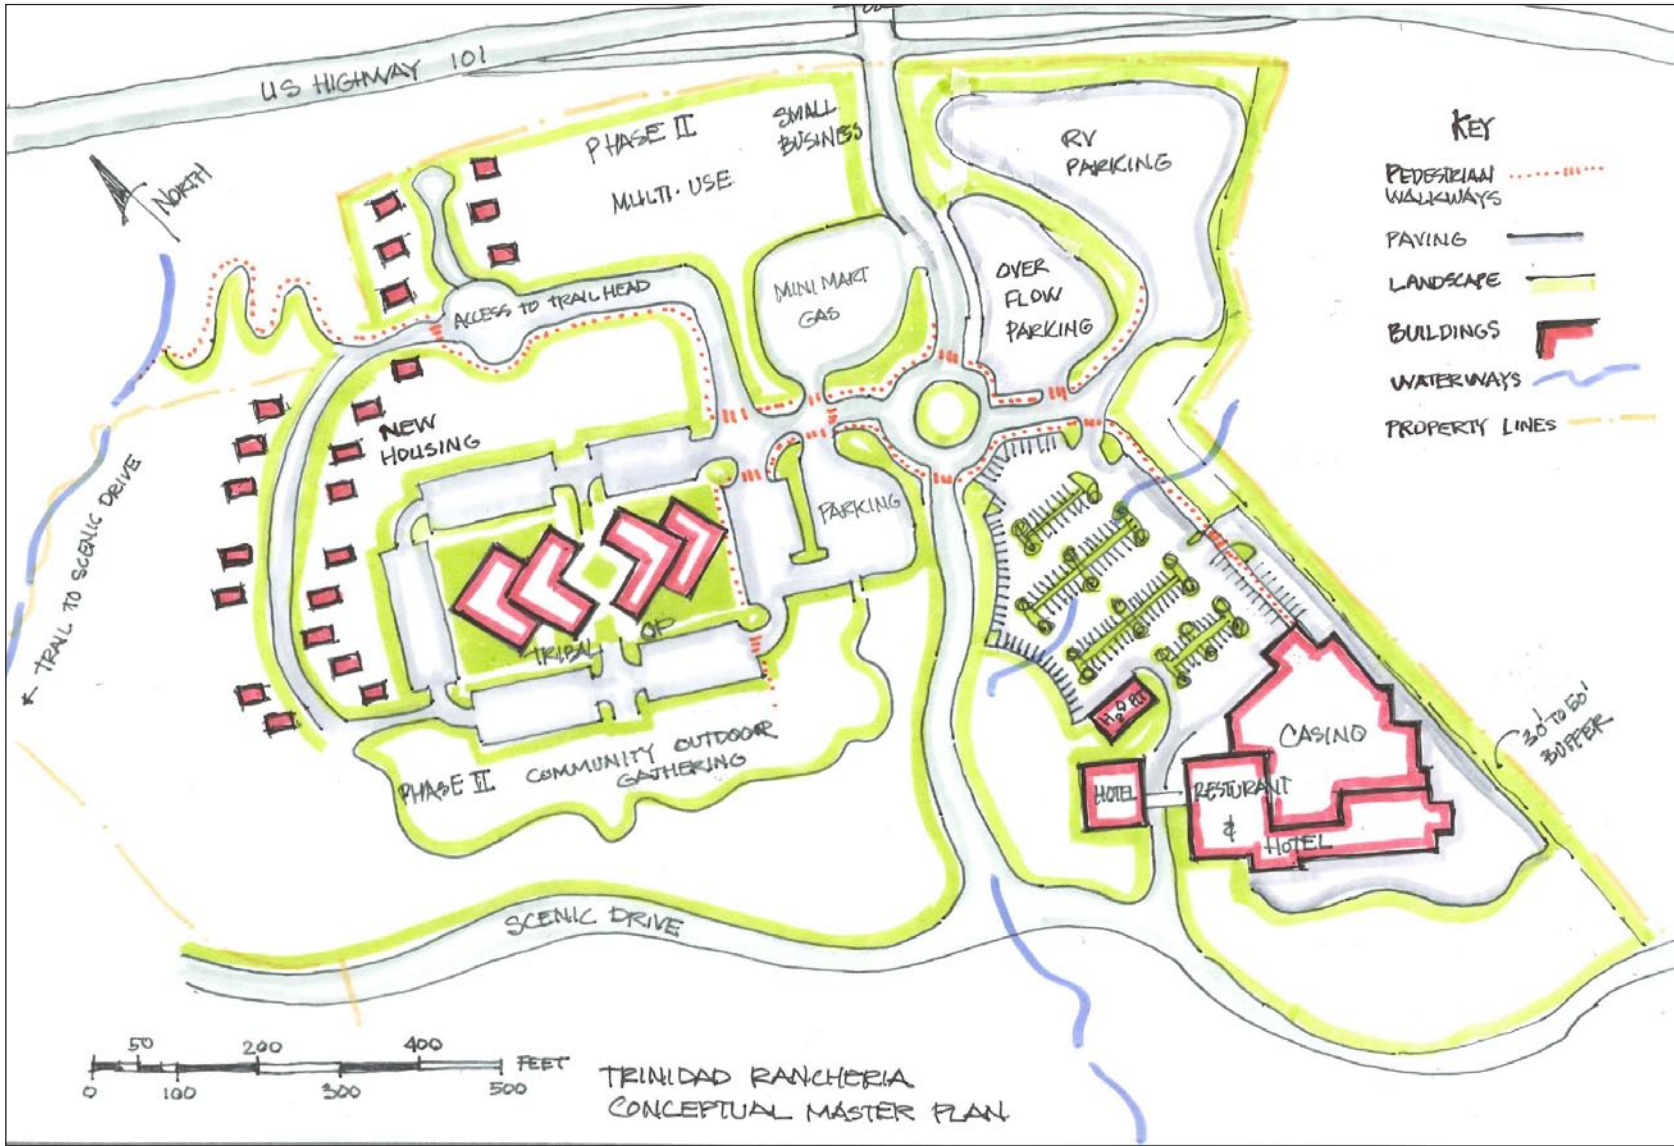 US HIGHWAY 101
NORTH
PHASE II
MULTI-USE
SMALL
BUSINESS
RV
PARKING
OVER
FLOW
PARKING
MINI MART
GAS
ACCESS TO TRAIL HEAD
NEW
HOUSING
PARKING
TRIBAL OP
TRAIL TO SCENIC DRIVE
PHASE II COMMUNITY OUTDOOR
GATHERING
SCENIC DRIVE
HOTEL
RESTURANT
&
HOTEL
CASINO
30' TO 50'
BUFFER
KEY
PEDESTRIAN
WALKWAYS
PAVING
LANDSCAPE
BUILDINGS
WATERWAYS
PROPERTY LINES
50 200 400
FEET
0 100 300 500
TRINIDAD RANCHERIA
CONCEPTUAL MASTER PLAN